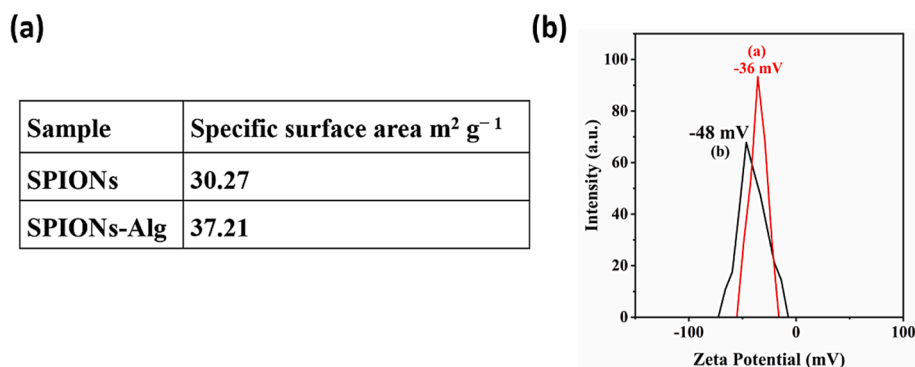 (a)
Sample Specific surface area m² g⁻¹
SPIONs 30.27
SPIONs-Alg 37.21
(b)
(a)
-36 mV
-48 mV
(b)
100
80
60
40
20
0
Intensity (a.u.)
-100 0 100
Zeta Potential (mV)